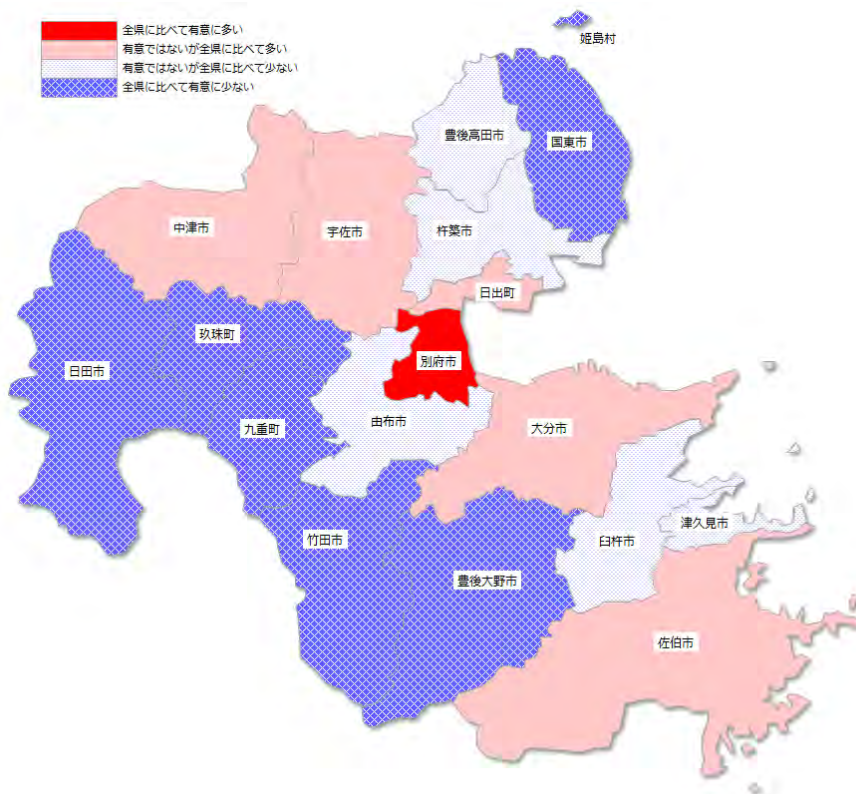 全県に比べて有意に多い
有意ではないが全県に比べて多い
有意ではないが全県に比べて少ない
全県に比べて有意に少ない
姫島村
豊後高田市
国東市
中津市
宇佐市
杵築市
日出町
玖珠町
別府市
日田市
由布市
九重町
大分市
津久見市
竹田市
臼杵市
豊後大野市
佐伯市